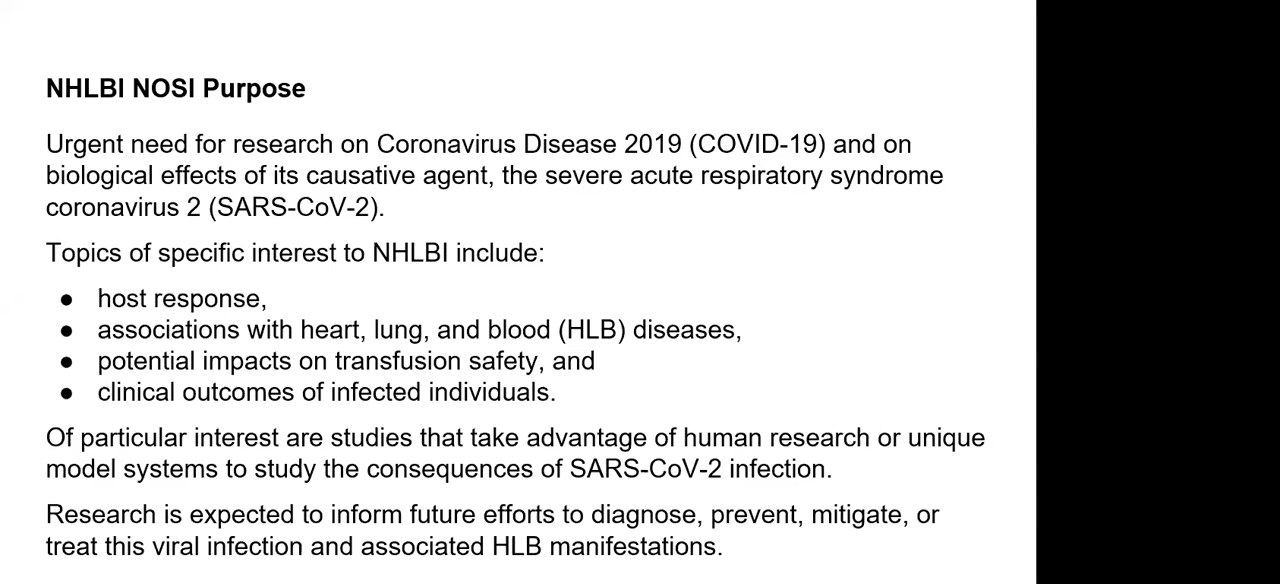 NHLBI NOSI Purpose
Urgent need for research on Coronavirus Disease 2019 (COVID-19) and on
biological effects of its causative agent, the severe acute respiratory syndrome
coronavirus 2 (SARS-CoV-2).
Topics of specific interest to NHLBI include:
● host response,
● associations with heart, lung, and blood (HLB) diseases,
● potential impacts on transfusion safety, and
● clinical outcomes of infected individuals.
Of particular interest are studies that take advantage of human research or unique
model systems to study the consequences of SARS-CoV-2 infection.
Research is expected to inform future efforts to diagnose, prevent, mitigate, or
treat this viral infection and associated HLB manifestations.